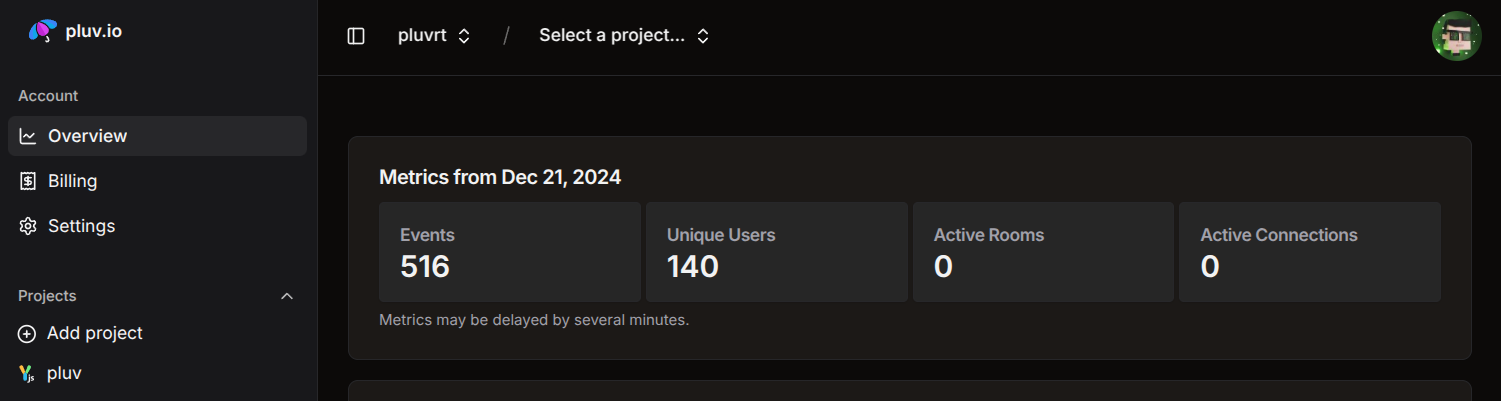 pluv.io
Account
Overview
Billing
Settings
Projects
Add project
Yjs pluv
pluvrt / Select a project...
Metrics from Dec 21, 2024
Events
516
Unique Users
140
Active Rooms
0
Active Connections
0
Metrics may be delayed by several minutes.